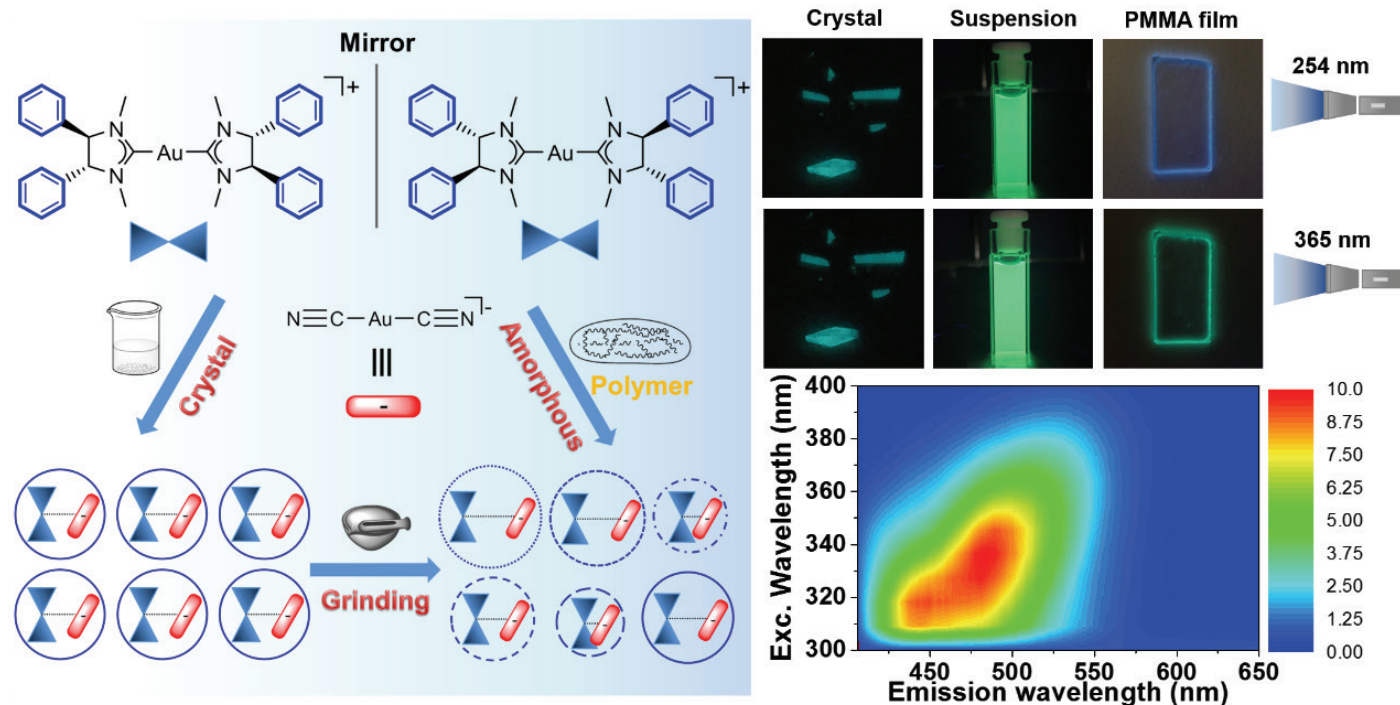 Mirror
]+
]+
N
N
Au
N
N
N
N
Au
N
N
N≡C-Au-C≡N]-
Crystal
Amorphous
Polymer
-
-
-
-
-
-
-
Grinding
-
-
-
-
-
-
Crystal Suspension PMMA film
254 nm
365 nm
Exc. Wavelength (nm)
400
380
360
340
320
300
450 500 550 600 650
Emission wavelength (nm)
10.0
8.75
7.50
6.25
5.00
3.75
2.50
1.25
0.00